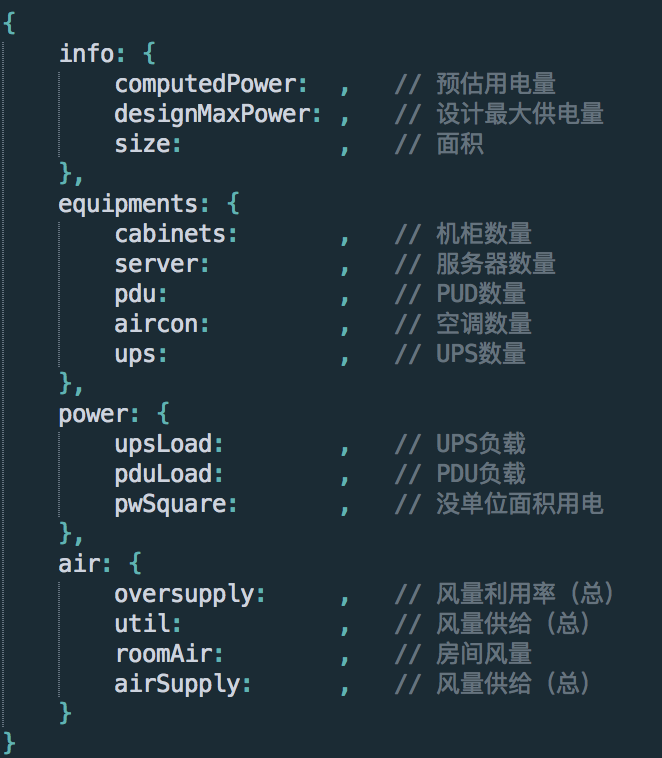 {
    info: {
        computedPower:  ,   // 预估用电量
        designMaxPower: ,   // 设计最大供电量
        size:           ,   // 面积
    },
    equipments: {
        cabinets:       ,   // 机柜数量
        server:         ,   // 服务器数量
        pdu:            ,   // PUD数量
        aircon:         ,   // 空调数量
        ups:            ,   // UPS数量
    },
    power: {
        upsLoad:        ,   // UPS负载
        pduLoad:        ,   // PDU负载
        pwSquare:       ,   // 没单位面积用电
    },
    air: {
        oversupply:     ,   // 风量利用率（总）
        util:           ,   // 风量供给（总）
        roomAir:        ,   // 房间风量
        airSupply:      ,   // 风量供给（总）
    }
}